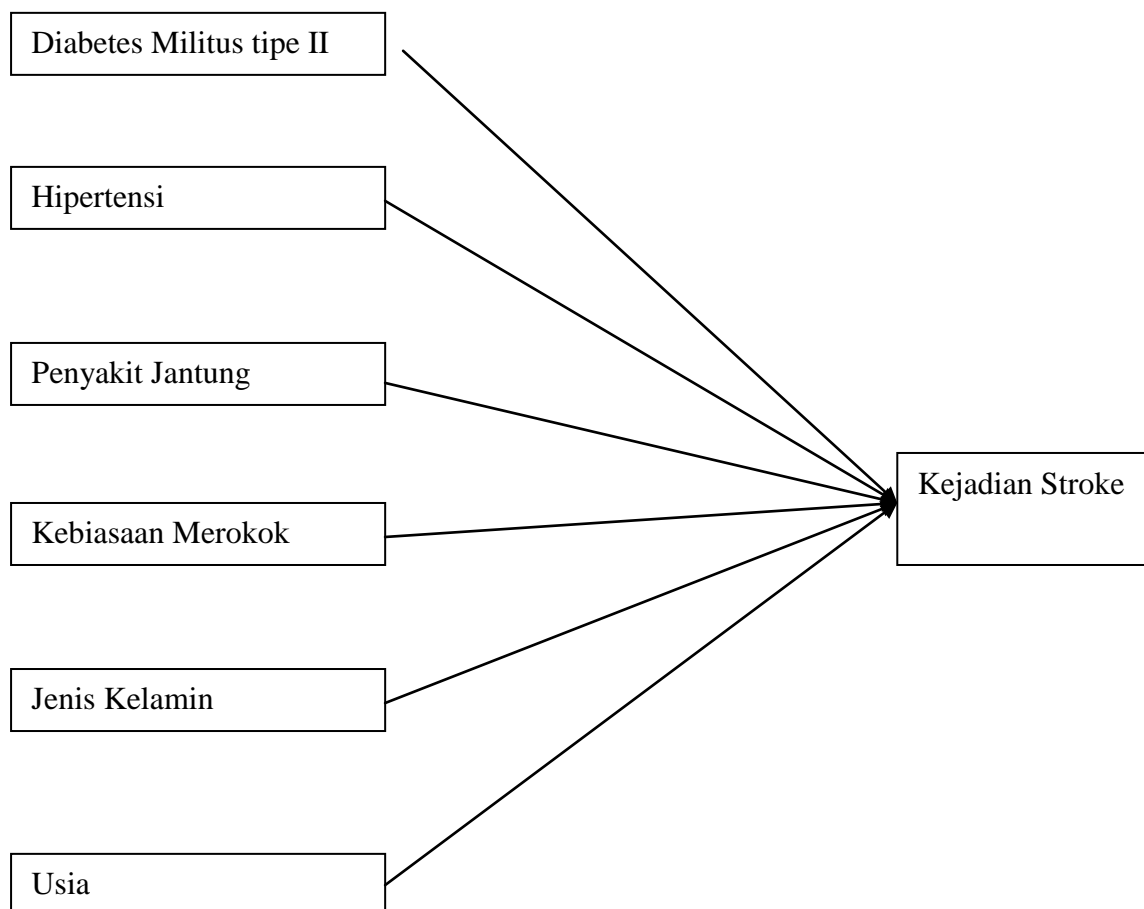 Diabetes Militus tipe II
Hipertensi
Penyakit Jantung
Kebiasaan Merokok
Kejadian Stroke
Jenis Kelamin
Usia